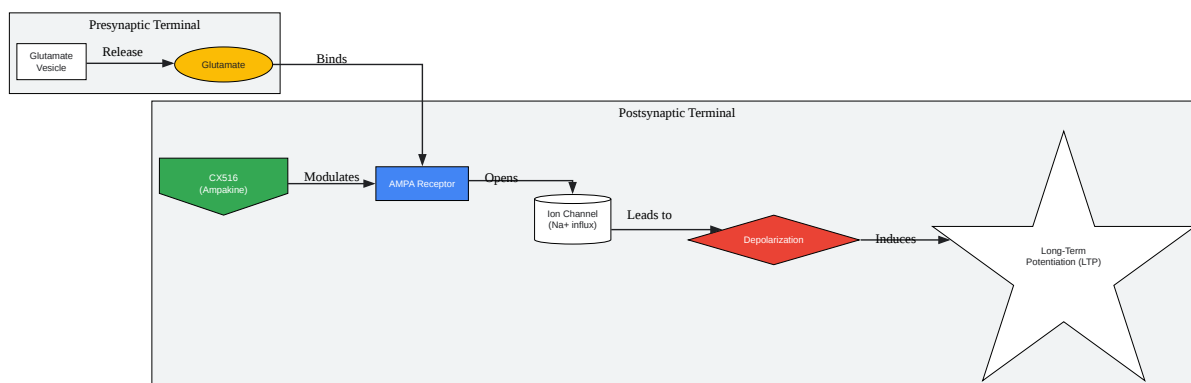 Presynaptic Terminal
Glutamate
Vesicle
Release
Glutamate
Binds
Postsynaptic Terminal
CX516
(Ampakine)
Modulates
AMPA Receptor
Opens
Ion Channel
(Na+ influx)
Leads to
Depolarization
Induces
Long-Term
Potentiation (LTP)